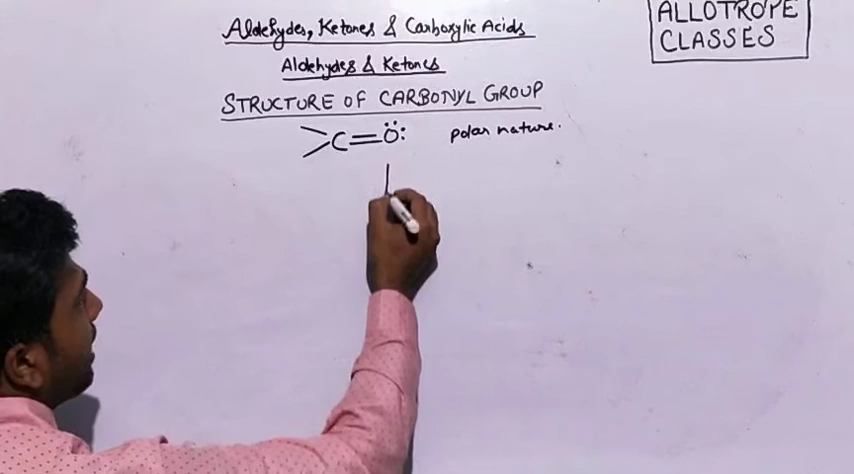 Aldehydes, Ketones & Carboxylic Acids
ALLOTROPE
CLASSES
Aldehydes & Ketones
STRUCTURE OF CARBONYL GROUP
>C=Ö: polar nature.